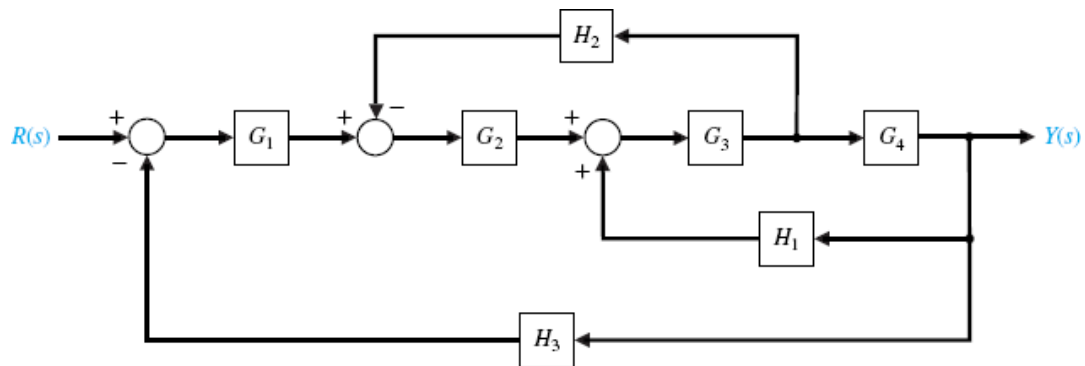 H₂
−
R(s) + G₁ + G₂ + G₃ G₄ Y(s)
− +
H₁
H₃